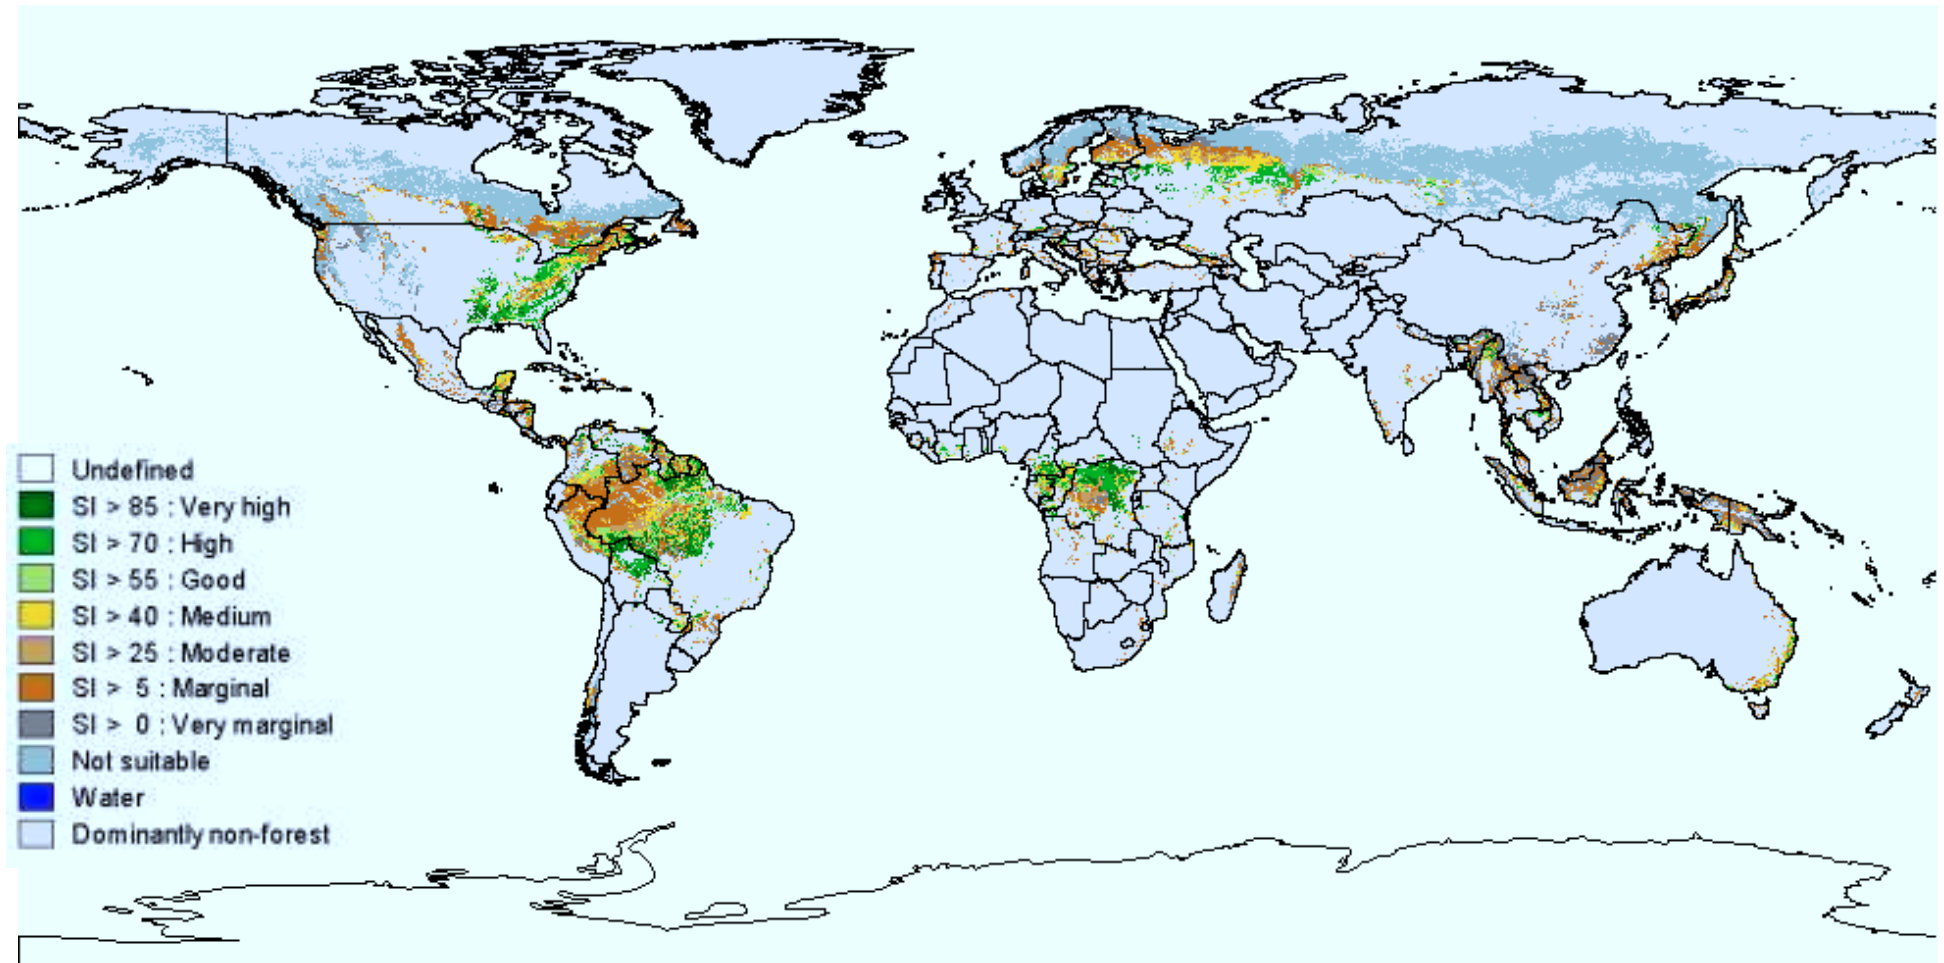 Undefined
SI > 85 : Very high
SI > 70 : High
SI > 55 : Good
SI > 40 : Medium
SI > 25 : Moderate
SI > 5 : Marginal
SI > 0 : Very marginal
Not suitable
Water
Dominantly non-forest